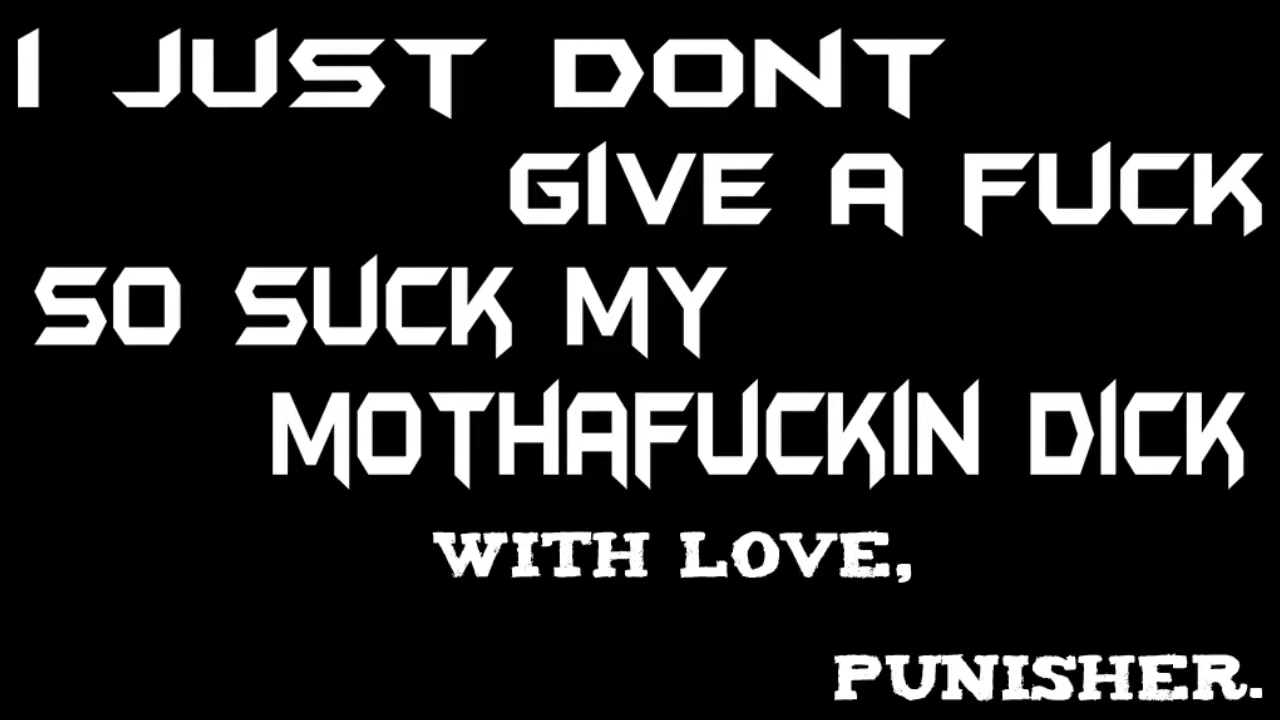 I JUST DONT
GIVE A FUCK
SO SUCK MY
MOTHAFUCKIN DICK
WITH LOVE,
PUNISHER.